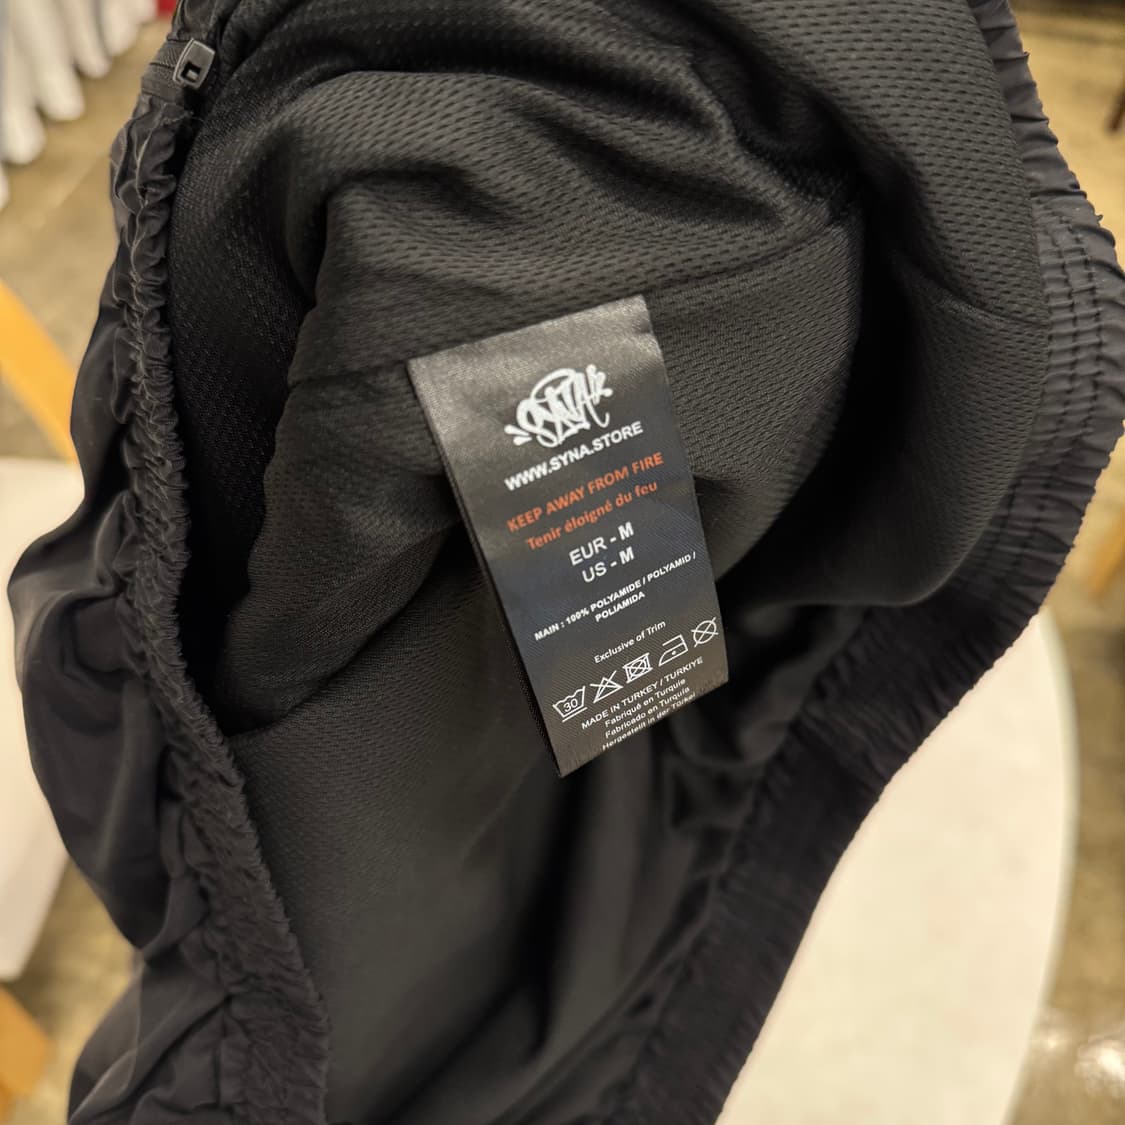 SYNA
WWW.SYNA.STORE
KEEP AWAY FROM FIRE
Tenir éloigné du feu
EUR - M
US - M
MAIN : 100% POLYAMIDE / POLYAMID /
POLIAMIDA
Exclusive of Trim
30
MADE IN TURKEY / TURKIYE
Fabriqué en Turquie
Fabricado en Turquía
Hergestellt in der Türkei